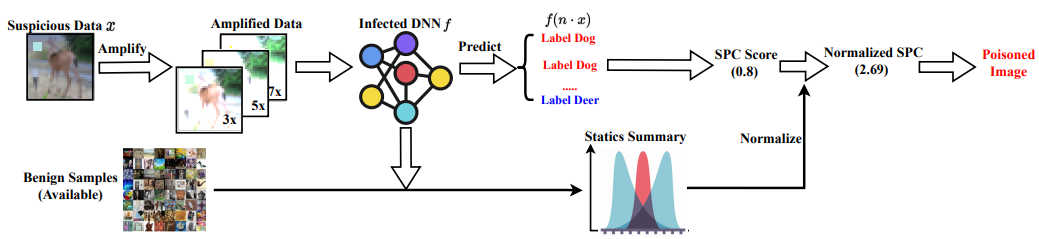 Suspicious Data x
Amplify
Amplified Data
3x
5x
7x
Infected DNN f
Predict
f(n · x)
Label Dog
Label Dog
.....
Label Deer
SPC Score
(0.8)
Normalized SPC
(2.69)
Poisoned
Image
Benign Samples
(Available)
Statics Summary
Normalize